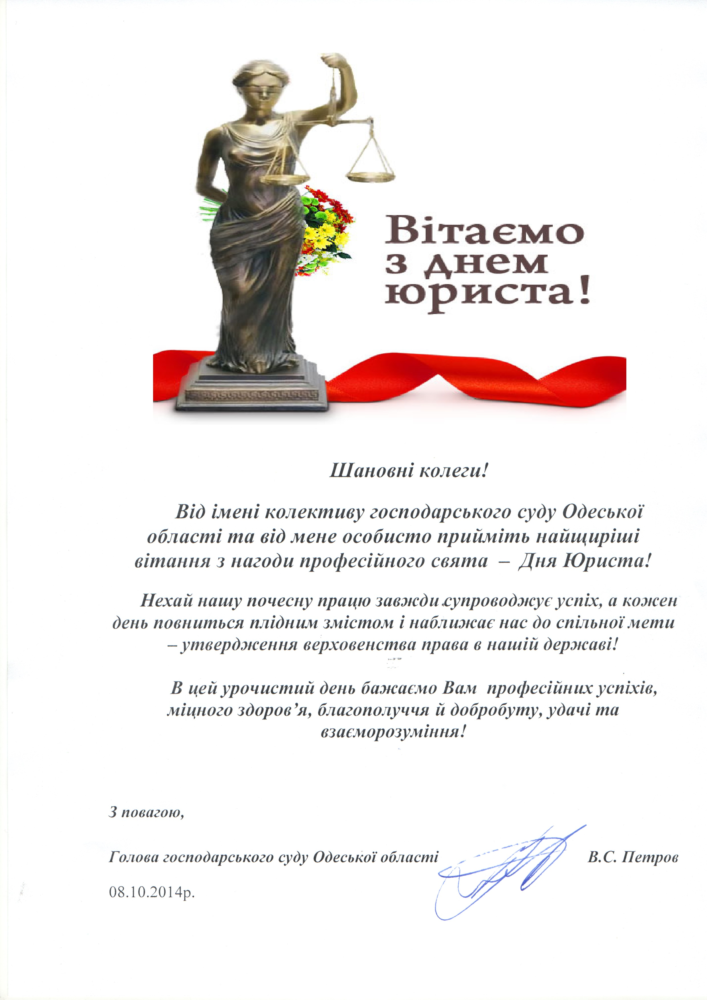 Вітаємо
з днем
юриста!
Шановні колеги!
Від імені колективу господарського суду Одеської
області та від мене особисто прийміть найщиріші
вітання з нагоди професійного свята – Дня Юриста!
Нехай нашу почесну працю завжди супроводжує успіх, а кожен
день повниться плідним змістом і наближає нас до спільної мети
– утвердження верховенства права в нашій державі!
В цей урочистий день бажаємо Вам професійних успіхів,
міцного здоров’я, благополуччя й добробуту, удачі та
взаєморозуміння!
З повагою,
Голова господарського суду Одеської області В.С. Петров
08.10.2014р.